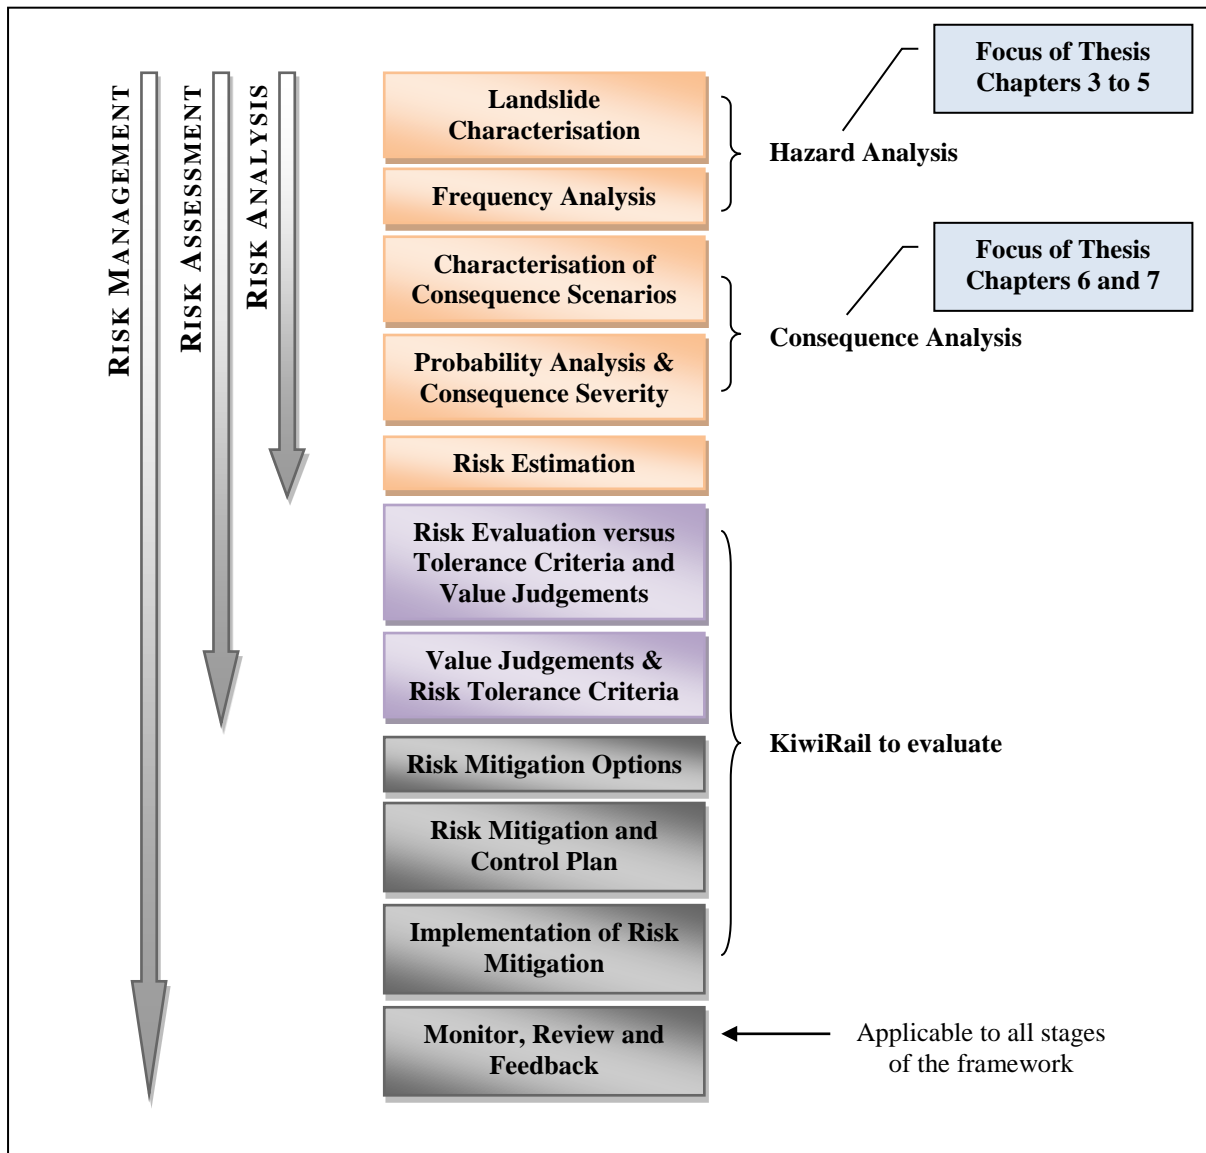 RISK MANAGEMENT
RISK ASSESSMENT
RISK ANALYSIS
Landslide
Characterisation
Frequency Analysis
Hazard Analysis
Focus of Thesis
Chapters 3 to 5
Characterisation of
Consequence Scenarios
Probability Analysis &
Consequence Severity
Consequence Analysis
Focus of Thesis
Chapters 6 and 7
Risk Estimation
Risk Evaluation versus
Tolerance Criteria and
Value Judgements
Value Judgements &
Risk Tolerance Criteria
Risk Mitigation Options
Risk Mitigation and
Control Plan
Implementation of Risk
Mitigation
KiwiRail to evaluate
Monitor, Review and
Feedback
Applicable to all stages
of the framework